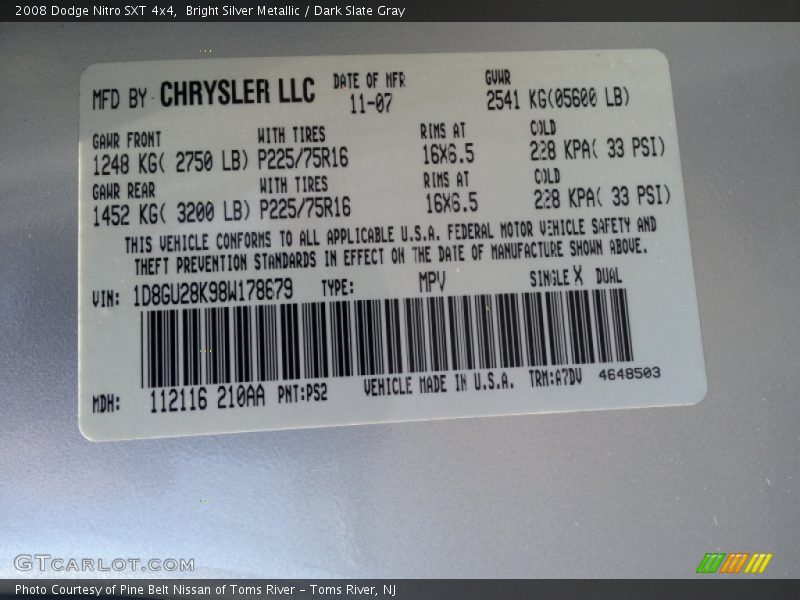 2008 Dodge Nitro SXT 4x4,  Bright Silver Metallic / Dark Slate Gray
MFD BY CHRYSLER LLC DATE OF MFR GVWR
11-07 2541 KG(05600 LB)
GAWR FRONT WITH TIRES RIMS AT COLD
1248 KG( 2750 LB) P225/75R16 16X6.5 228 KPA( 33 PSI)
GAWR REAR WITH TIRES RIMS AT COLD
1452 KG( 3200 LB) P225/75R16 16X6.5 228 KPA( 33 PSI)
THIS VEHICLE CONFORMS TO ALL APPLICABLE U.S.A. FEDERAL MOTOR VEHICLE SAFETY AND
THEFT PREVENTION STANDARDS IN EFFECT ON THE DATE OF MANUFACTURE SHOWN ABOVE.
VIN: 1D8GU28K98W178679 TYPE: MPV SINGLE X DUAL
MDH: 112116 210AA PNT:PS2 VEHICLE MADE IN U.S.A. TRM:A7DV 4648503
GTCARLOT.COM
Photo Courtesy of Pine Belt Nissan of Toms River – Toms River, NJ